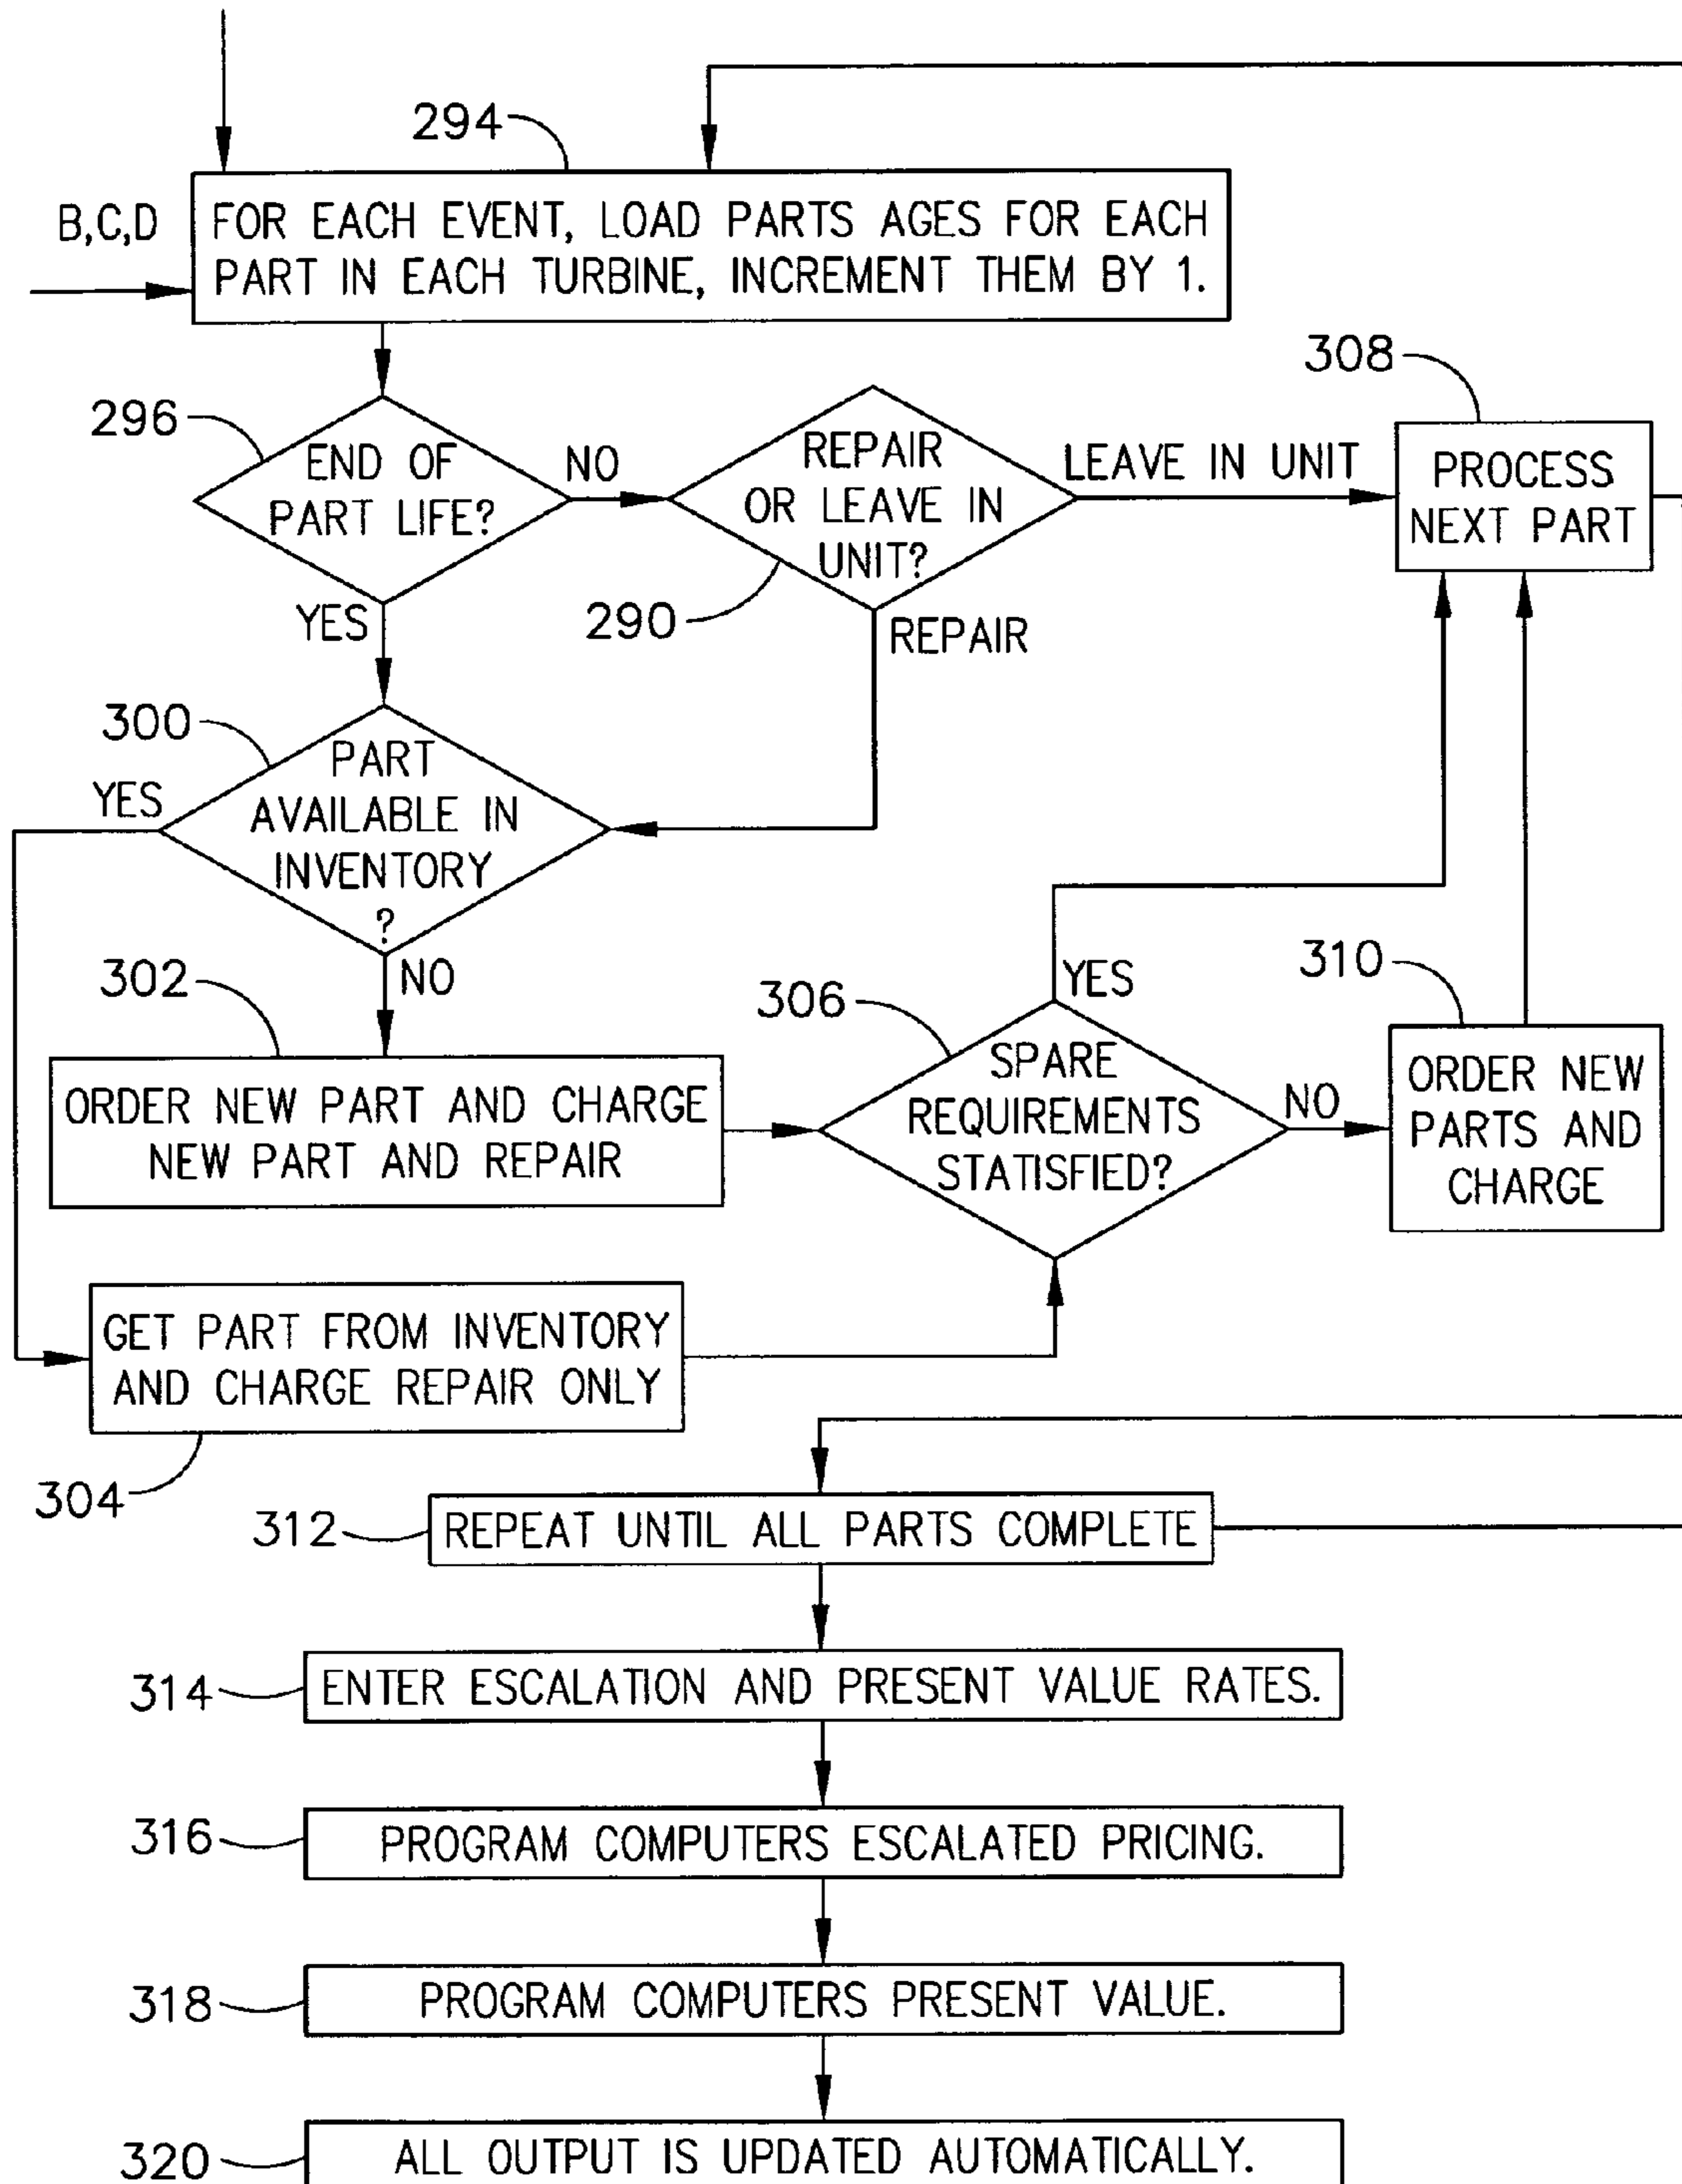 294
B,C,D
FOR EACH EVENT, LOAD PARTS AGES FOR EACH
PART IN EACH TURBINE, INCREMENT THEM BY 1.
308
296
END OF
PART LIFE?
NO
REPAIR
OR LEAVE IN
UNIT?
LEAVE IN UNIT
PROCESS
NEXT PART
YES
290
REPAIR
300
YES
PART
AVAILABLE IN
INVENTORY
?
NO
302
ORDER NEW PART AND CHARGE
NEW PART AND REPAIR
306
YES
SPARE
REQUIREMENTS
STATISFIED?
NO
310
ORDER NEW
PARTS AND
CHARGE
GET PART FROM INVENTORY
AND CHARGE REPAIR ONLY
304
312
REPEAT UNTIL ALL PARTS COMPLETE
314
ENTER ESCALATION AND PRESENT VALUE RATES.
316
PROGRAM COMPUTERS ESCALATED PRICING.
318
PROGRAM COMPUTERS PRESENT VALUE.
320
ALL OUTPUT IS UPDATED AUTOMATICALLY.